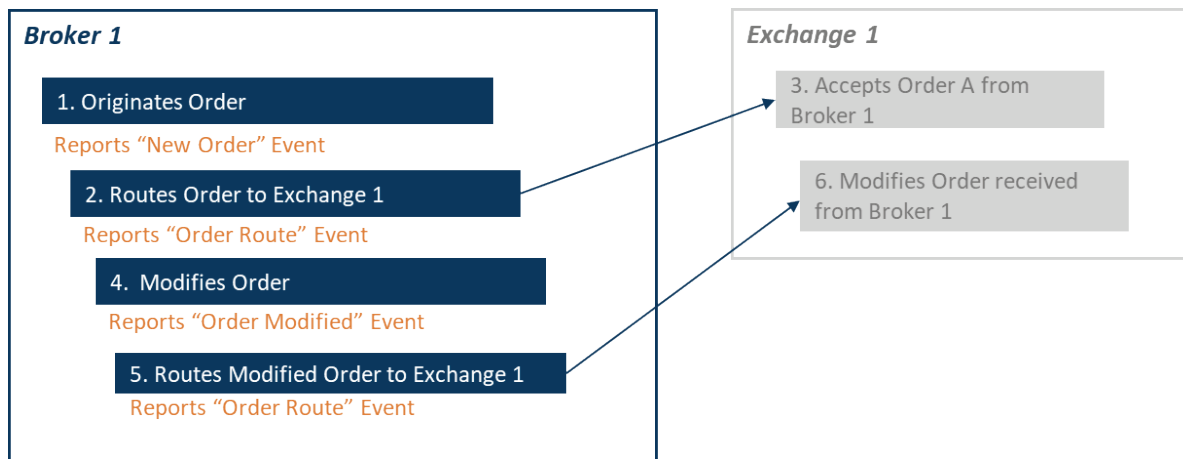 Broker 1
1. Originates Order
Reports “New Order” Event
2. Routes Order to Exchange 1
Reports “Order Route” Event
4.  Modifies Order
Reports “Order Modified” Event
5. Routes Modified Order to Exchange 1
Reports “Order Route” Event
Exchange 1
3. Accepts Order A from
Broker 1
6. Modifies Order received
from Broker 1